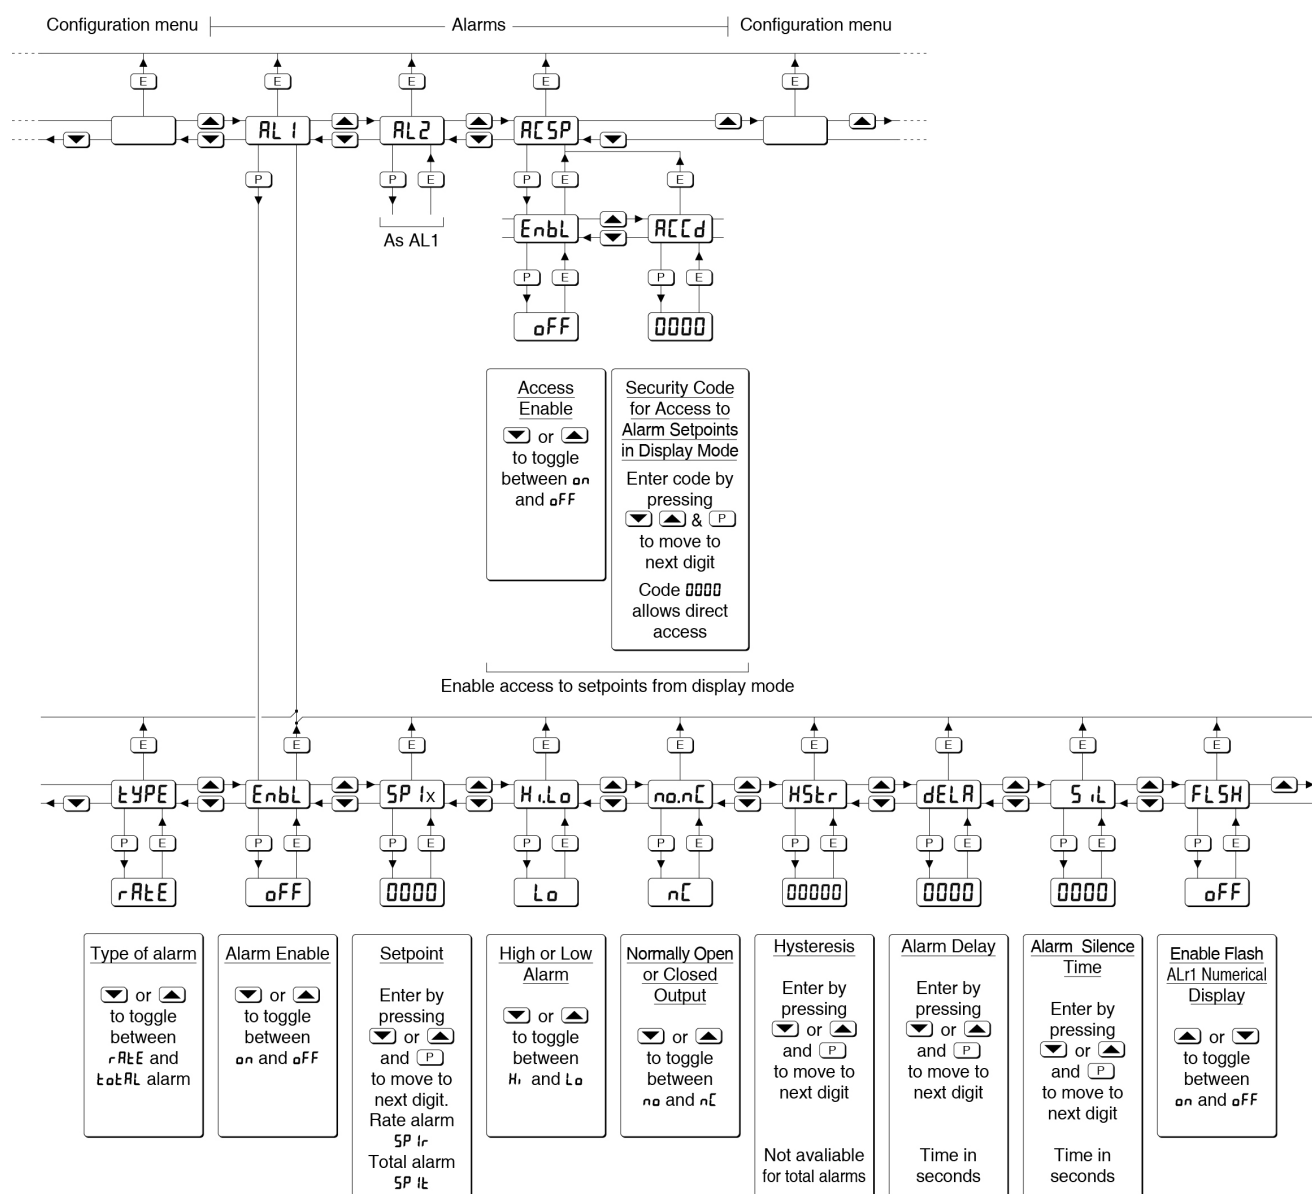 Configuration menu Alarms Configuration menu
E E E E E
AL1 AL2 ACSP
P P E P E E
As AL1
EnbL ACCd
P E P E
oFF 0000
Access
Enable
or
to toggle
between on
and oFF
Security Code
for Access to
Alarm Setpoints
in Display Mode
Enter code by
pressing
& P
to move to
next digit
Code 0000
allows direct
access
Enable access to setpoints from display mode
E E E E E E E E E
tYPE EnbL SP1x Hi.Lo no.nC HStr dELA SiL FLSH
P E P E P E P E P E P E P E P E P E
rAtE oFF 0000 Lo nC 00000 0000 0000 oFF
Type of alarm
or
to toggle
between
rAtE and
totAL alarm
Alarm Enable
or
to toggle
between
on and oFF
Setpoint
Enter by
pressing
or
and P
to move to
next digit.
Rate alarm
SP1r
Total alarm
SP1t
High or Low
Alarm
or
to toggle
between
Hi and Lo
Normally Open
or Closed
Output
or
to toggle
between
no and nC
Hysteresis
Enter by
pressing
or
and P
to move to
next digit
Not avaliable
for total alarms
Alarm Delay
Enter by
pressing
or
and P
to move to
next digit
Time in
seconds
Alarm Silence
Time
Enter by
pressing
or
and P
to move to
next digit
Time in
seconds
Enable Flash
ALr1 Numerical
Display
or
to toggle
between
on and oFF